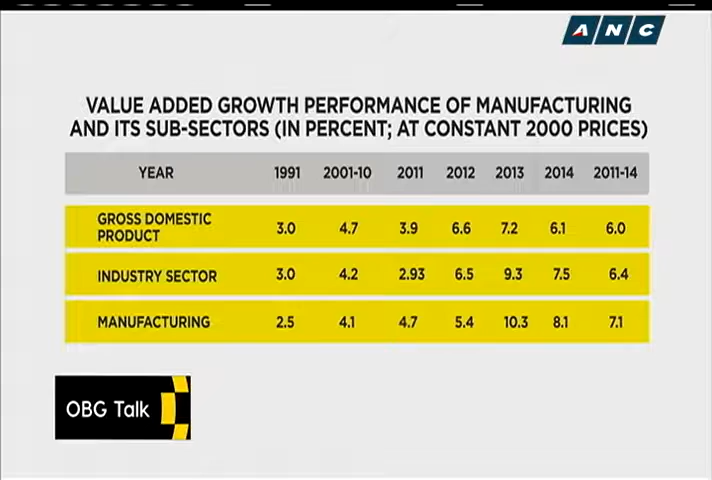 ANC
VALUE ADDED GROWTH PERFORMANCE OF MANUFACTURING
AND ITS SUB-SECTORS (IN PERCENT; AT CONSTANT 2000 PRICES)
YEAR 1991 2001-10 2011 2012 2013 2014 2011-14
GROSS DOMESTIC
PRODUCT 3.0 4.7 3.9 6.6 7.2 6.1 6.0
INDUSTRY SECTOR 3.0 4.2 2.93 6.5 9.3 7.5 6.4
MANUFACTURING 2.5 4.1 4.7 5.4 10.3 8.1 7.1
OBG Talk